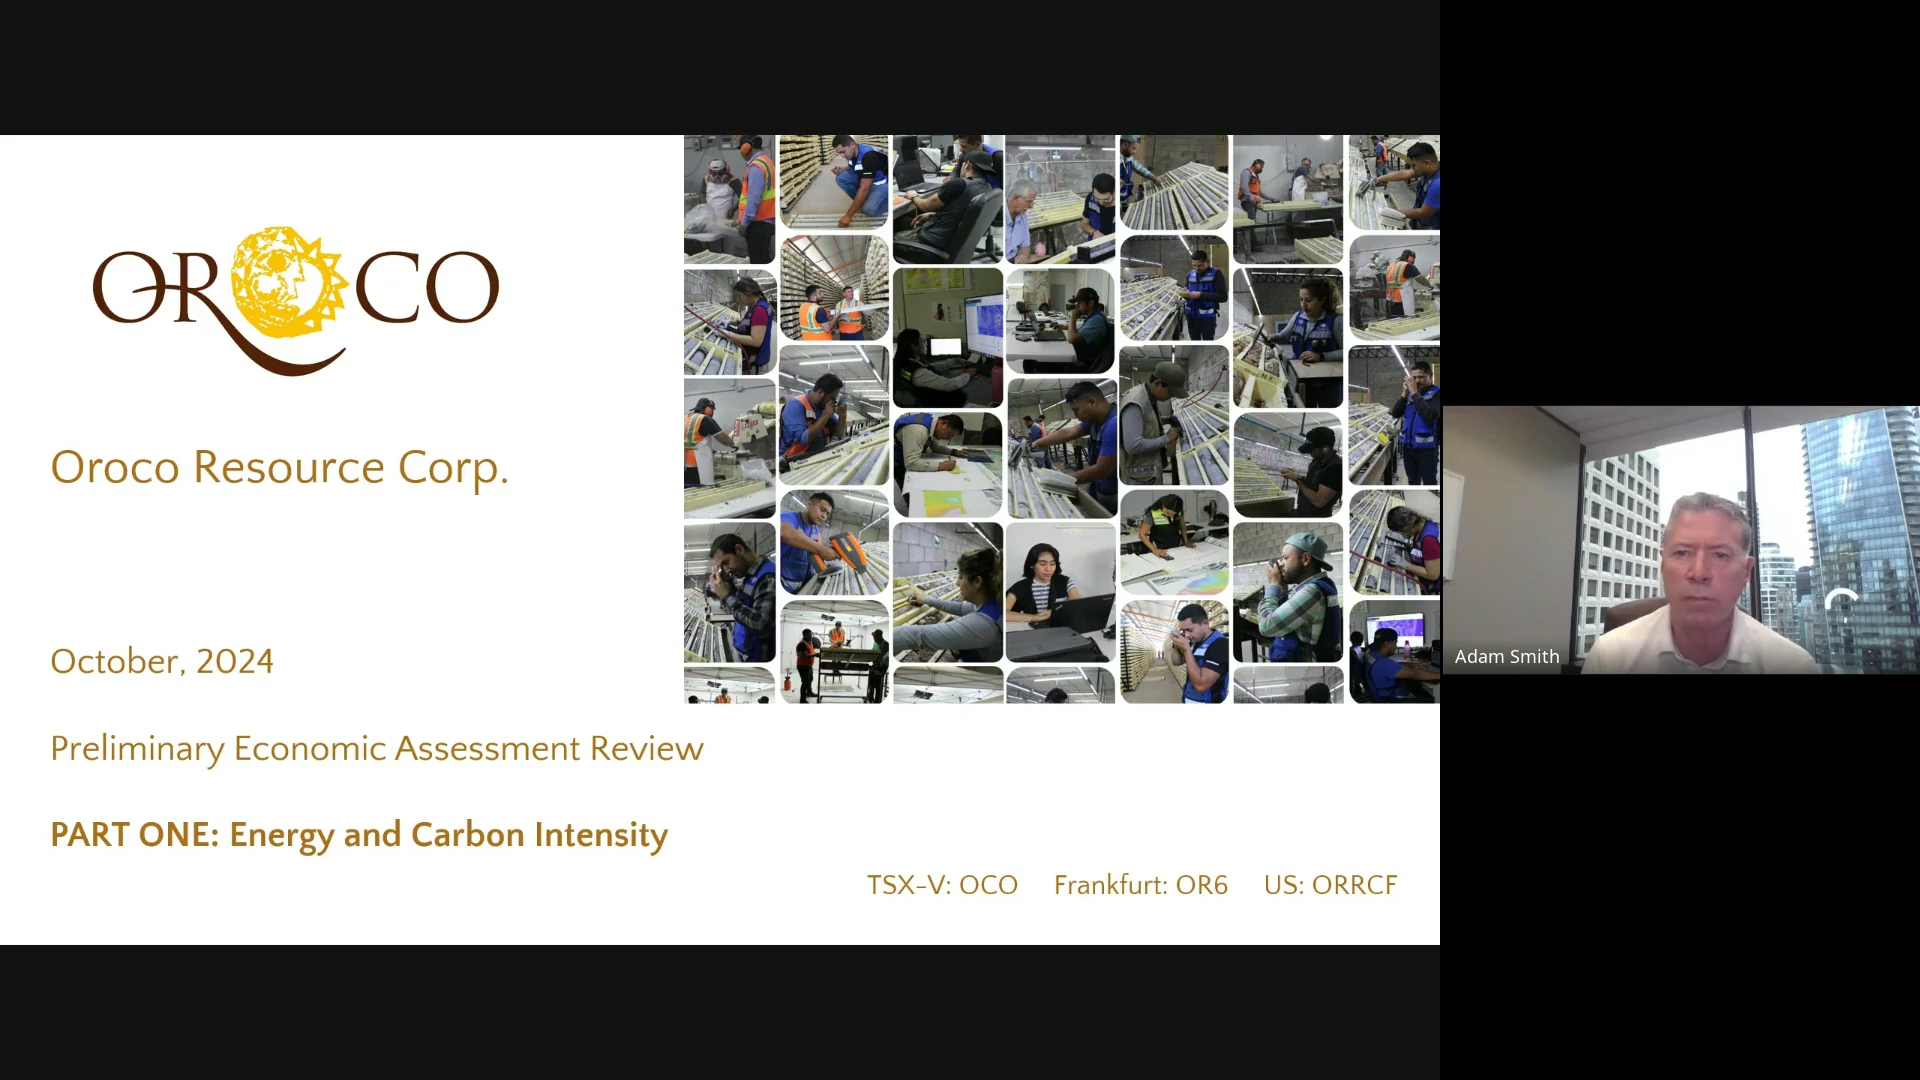 OROCO
Oroco Resource Corp.
October, 2024
Preliminary Economic Assessment Review
PART ONE: Energy and Carbon Intensity
TSX-V: OCO Frankfurt: OR6 US: ORRCF
Adam Smith